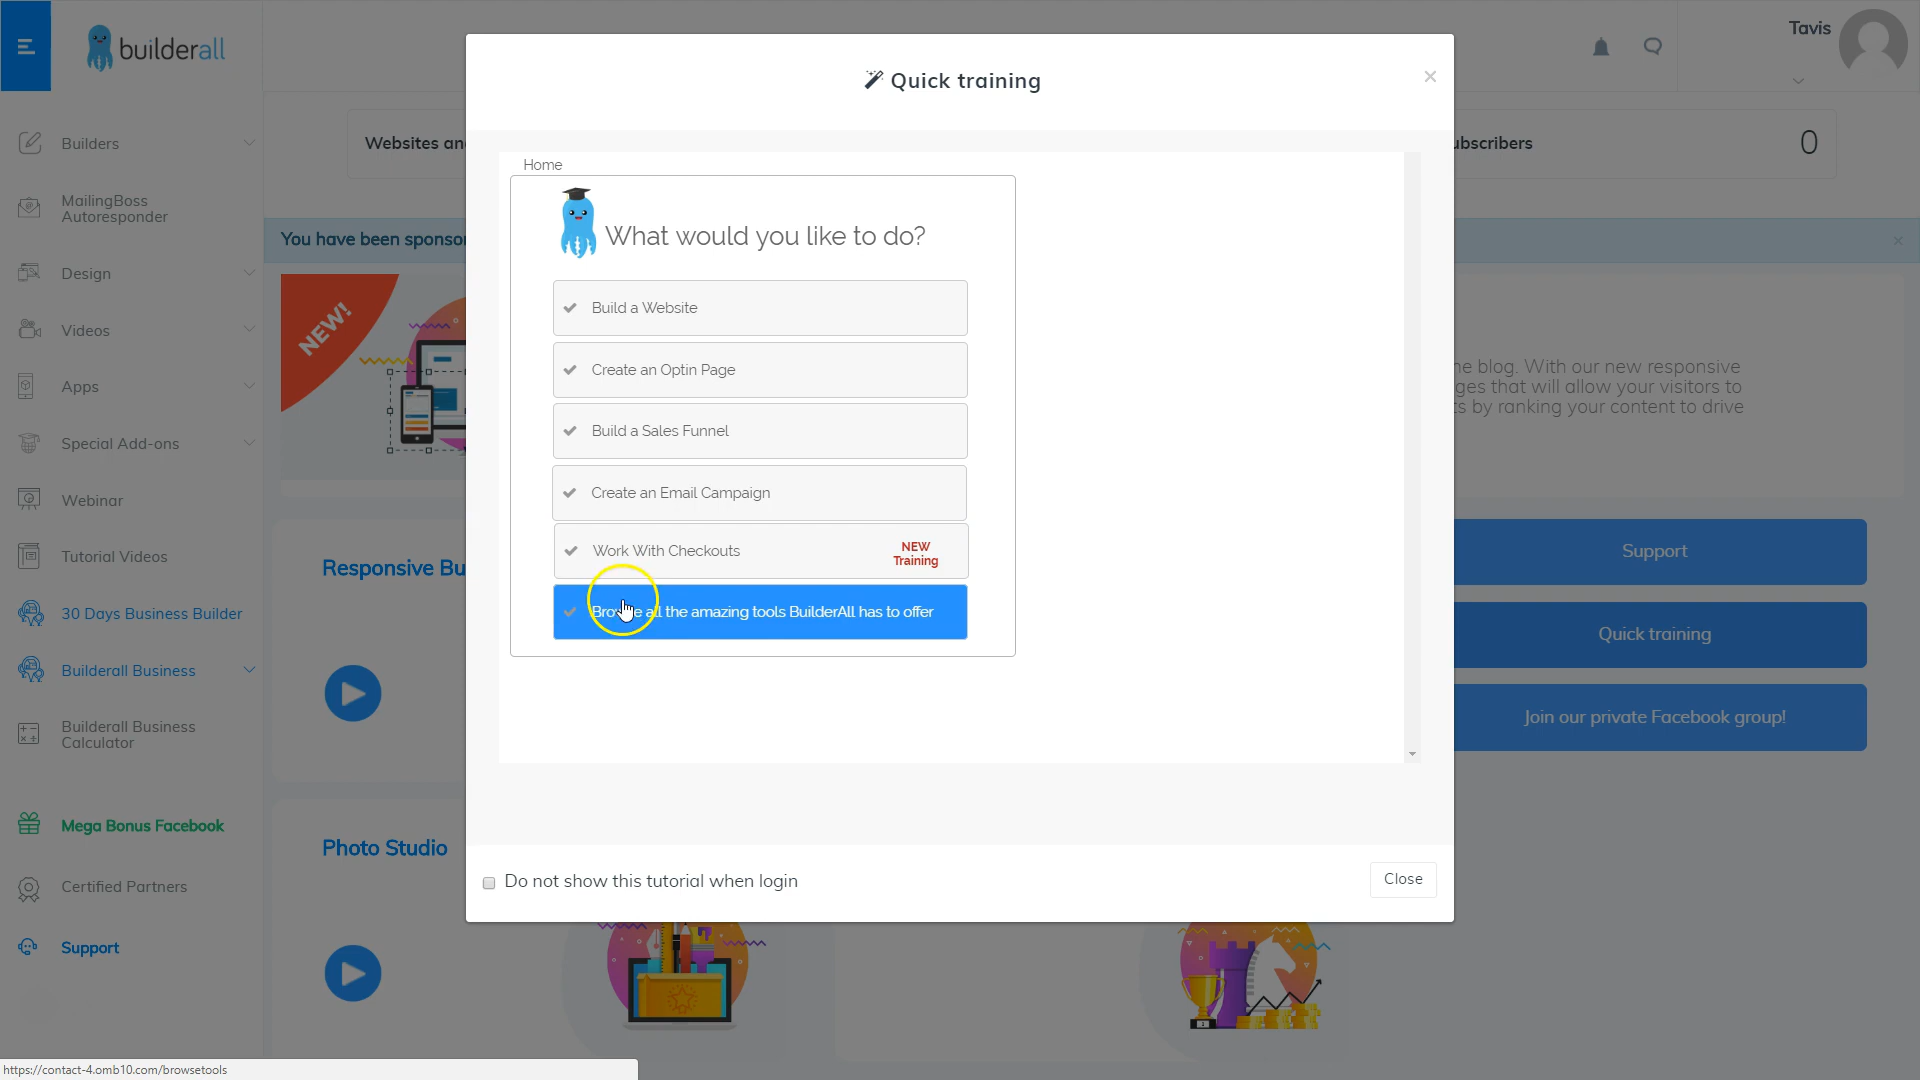 builderall
Tavis
Builders
MailingBoss
Autoresponder
Design
Videos
Apps
Special Add-ons
Webinar
Tutorial Videos
30 Days Business Builder
Builderall Business
Builderall Business
Calculator
Mega Bonus Facebook
Certified Partners
Support
Websites an
ubscribers
0
You have been sponsor
NEW!
he blog. With our new responsive
ges that will allow your visitors to
ts by ranking your content to drive
Responsive Bu
Photo Studio
Support
Quick training
Join our private Facebook group!
Quick training
×
Home
What would you like to do?
Build a Website
Create an Optin Page
Build a Sales Funnel
Create an Email Campaign
Work With Checkouts
NEW
Training
Browse all the amazing tools BuilderAll has to offer
Do not show this tutorial when login
Close
https://contact-4.omb10.com/browsetools